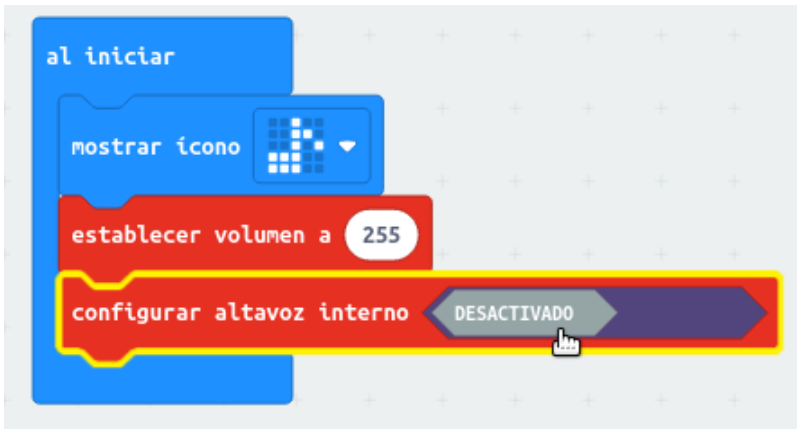 al iniciar
mostrar ícono
establecer volumen a 255
configurar altavoz interno DESACTIVADO